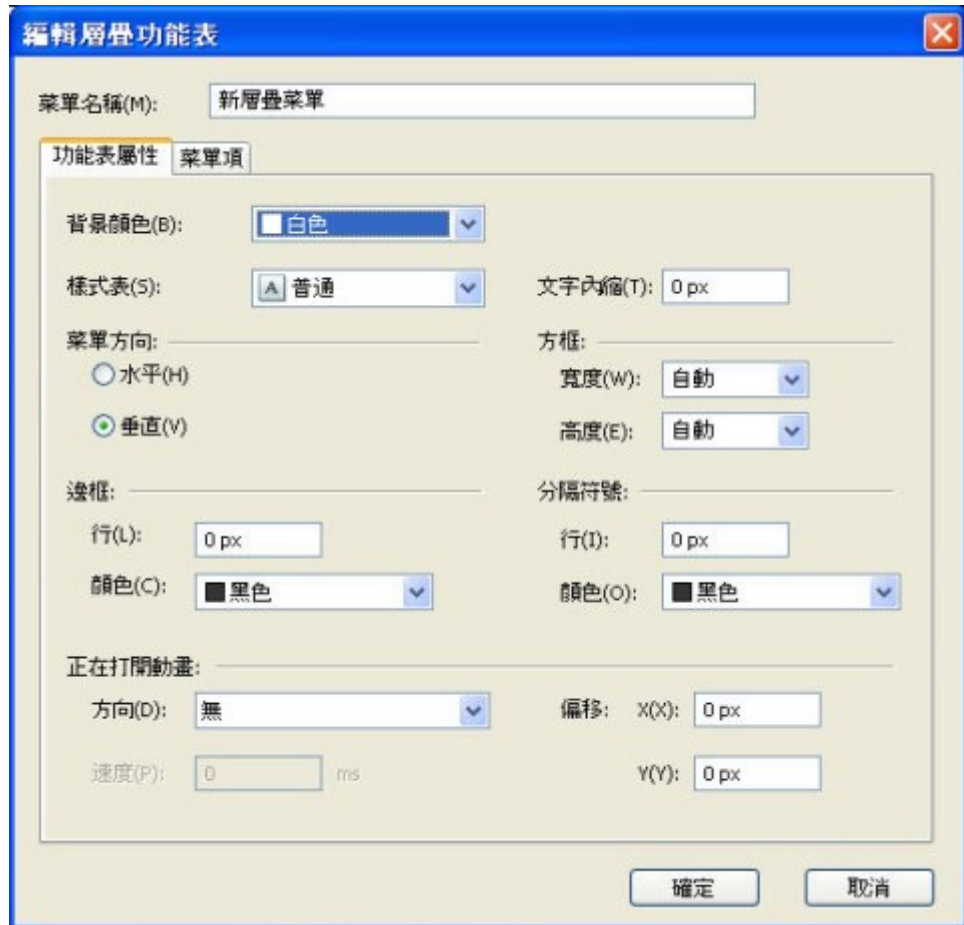 編輯層疊功能表
菜單名稱(M): 新層疊菜單
功能表屬性 菜單項
背景顏色(B): 白色
樣式表(S): A 普通 文字內縮(T): 0 px
菜單方向: 方框:
水平(H) 寬度(W): 自動
垂直(V) 高度(E): 自動
邊框: 分隔符號:
行(L): 0 px 行(I): 0 px
顏色(C): 黑色 顏色(O): 黑色
正在打開動畫:
方向(D): 無 偏移: X(X): 0 px
速度(P): 0 ms Y(Y): 0 px
確定 取消